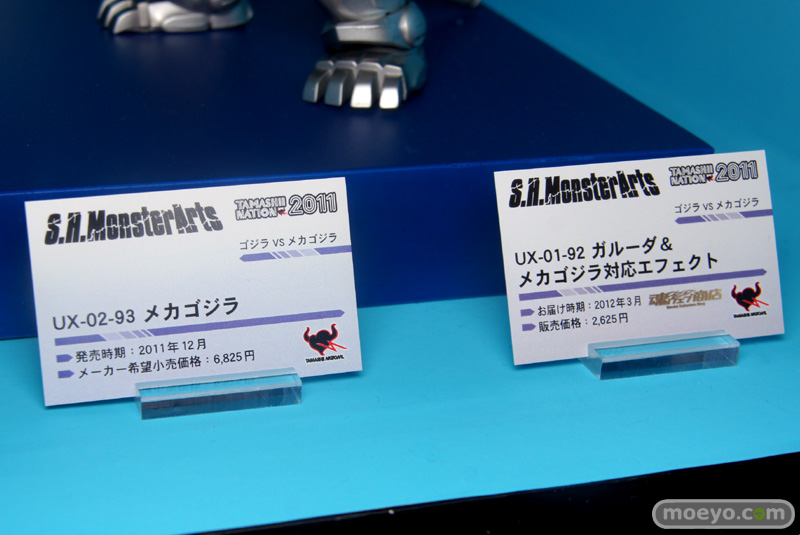 S.H.MonsterArts
TAMASHII NATION 2011
ゴジラ VS メカゴジラ
UX-02-93 メカゴジラ
発売時期：2011年12月
メーカー希望小売価格：6,825円
S.H.MonsterArts
TAMASHII NATION 2011
ゴジラ VS メカゴジラ
UX-01-92 ガルーダ＆
メカゴジラ対応エフェクト
お届け時期：2012年3月
魂ウェブ商店
販売価格：2,625円
moeyo.com